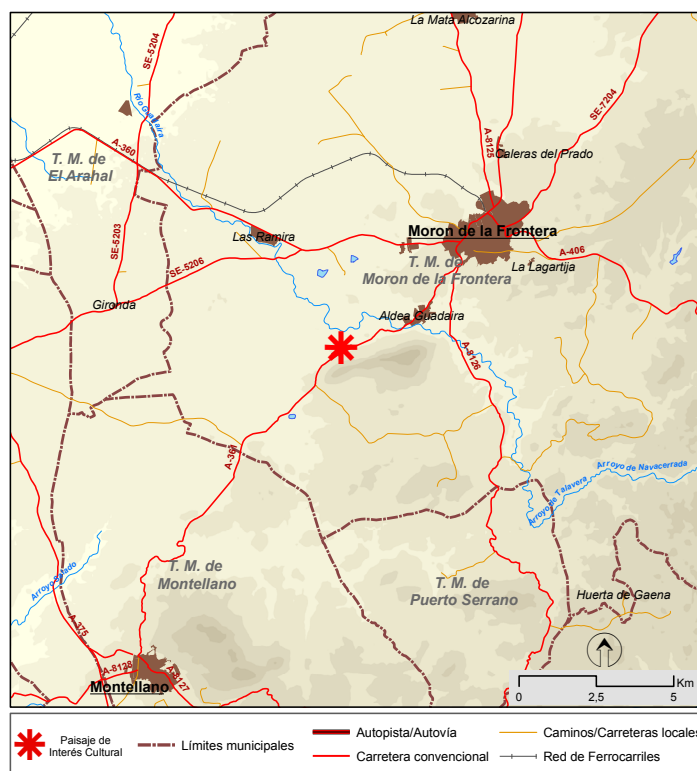 La Mata Alcozarina
SE-5204
Río Guadaira
A-360
A-8125
SE-7204
Caleras del Prado
T. M. de
El Arahal
SE-5203
Las Ramira
Moron de la Frontera
T. M. de
Moron de la Frontera
A-406
La Lagartija
SE-5206
Gironda
Aldea Guadaira
A-8126
A-361
Arroyo de Navacerrada
Arroyo de Talavera
T. M. de
Montellano
T. M. de
Puerto Serrano
Huerta de Gaena
Arroyo Salado
A-375
A-8128
A-8127
Montellano
Km
0 2,5 5
Paisaje de
Interés Cultural
Límites municipales
Autopista/Autovía
Carretera convencional
Caminos/Carreteras locales
Red de Ferrocarriles